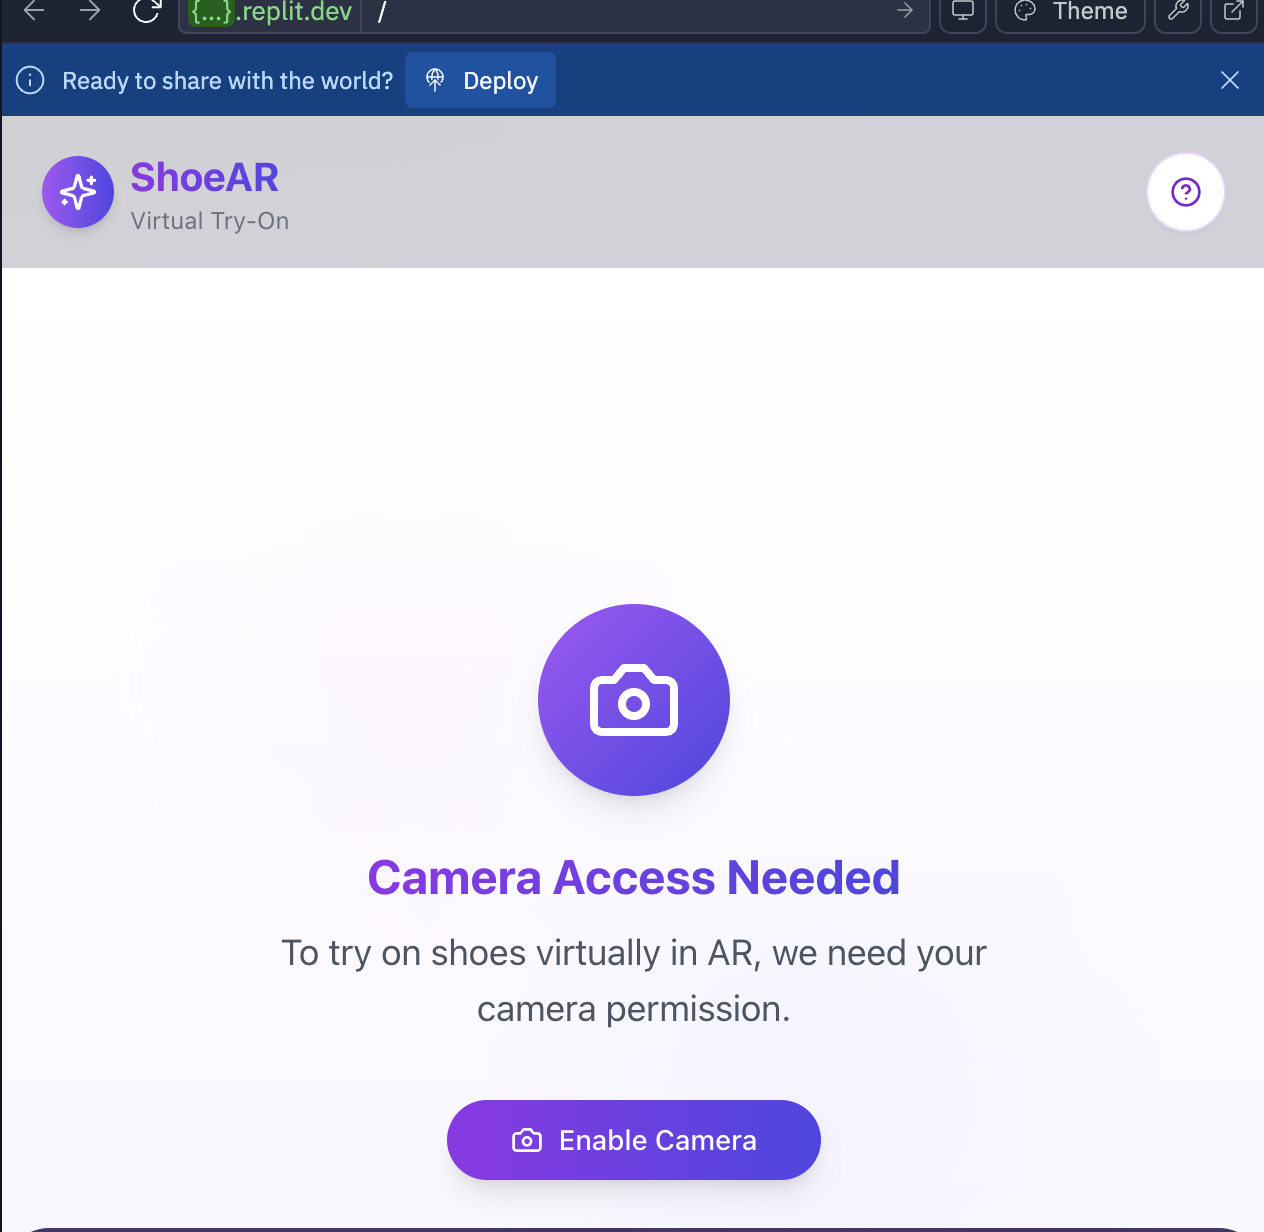 {...}.replit.dev /
Theme
Ready to share with the world?
Deploy
ShoeAR
Virtual Try-On
Camera Access Needed
To try on shoes virtually in AR, we need your
camera permission.
Enable Camera